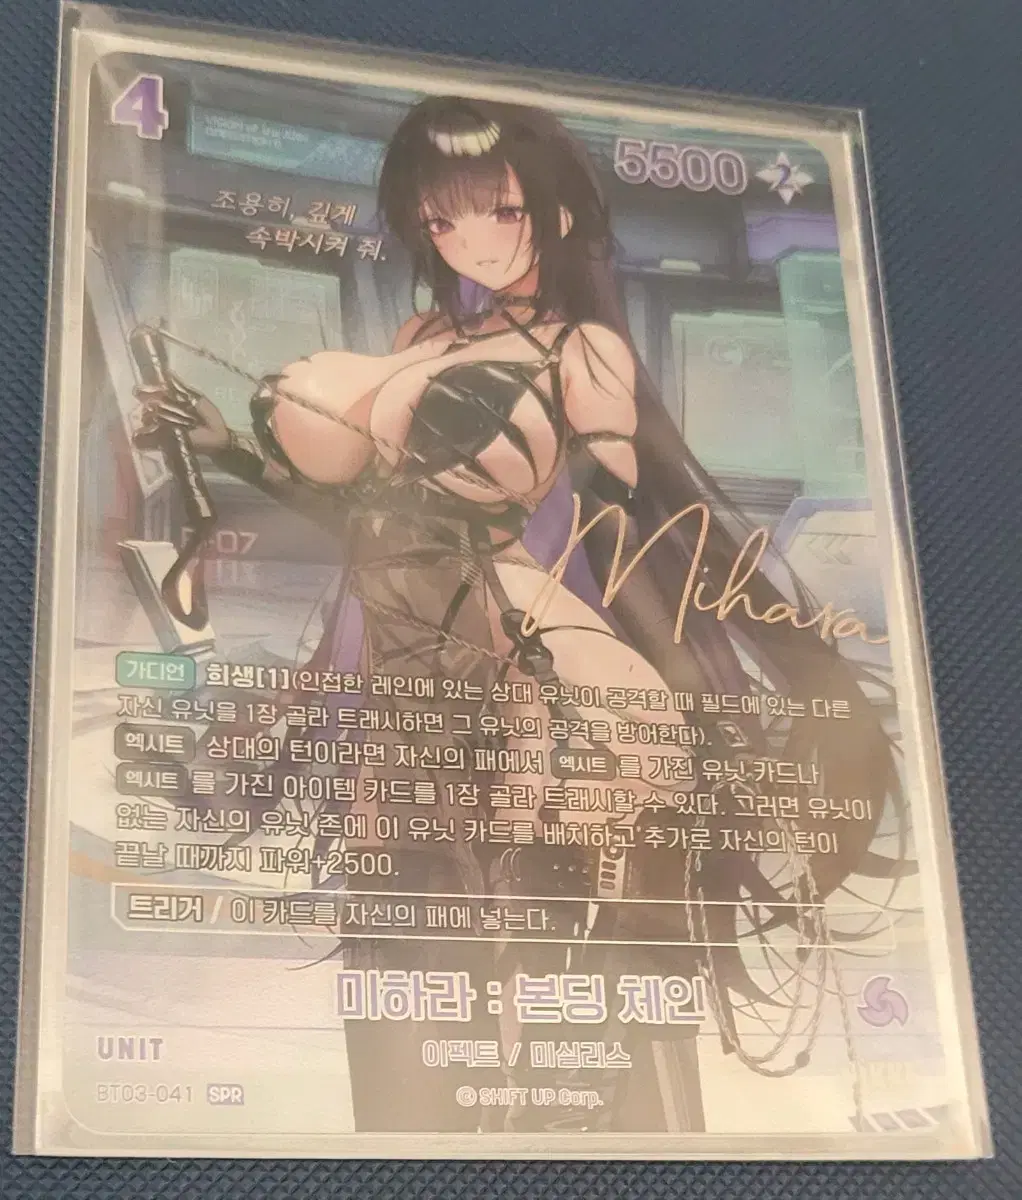 4
5500
2
조용히, 깊게
속박시켜 줘.
07
Mihara
가디언 희생[1](인접한 레인에 있는 상대 유닛이 공격할 때 필드에 있는 다른
자신 유닛을 1장 골라 트래시하면 그 유닛의 공격을 방어한다).
엑시트 상대의 턴이라면 자신의 패에서 엑시트 를 가진 유닛 카드나
엑시트 를 가진 아이템 카드를 1장 골라 트래시할 수 있다. 그러면 유닛이
없는 자신의 유닛 존에 이 유닛 카드를 배치하고 추가로 자신의 턴이
끝날 때까지 파워+2500.
트리거 / 이 카드를 자신의 패에 넣는다.
미하라 : 본딩 체인
UNIT
이펙트 / 미실리스
BT03-041 SPR
© SHIFT UP Corp.